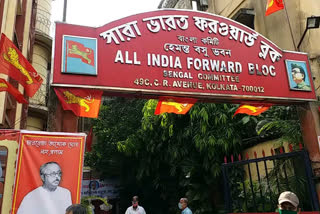 সারা ভারত ফরওয়ার্ড ব্লক
বাংলা কমিটি
হেমন্ত বসু ভবন
ALL INDIA FORWARD BLOC
BENGAL COMMITTEE
49C. C. R. AVENUE. KOLKATA-700012